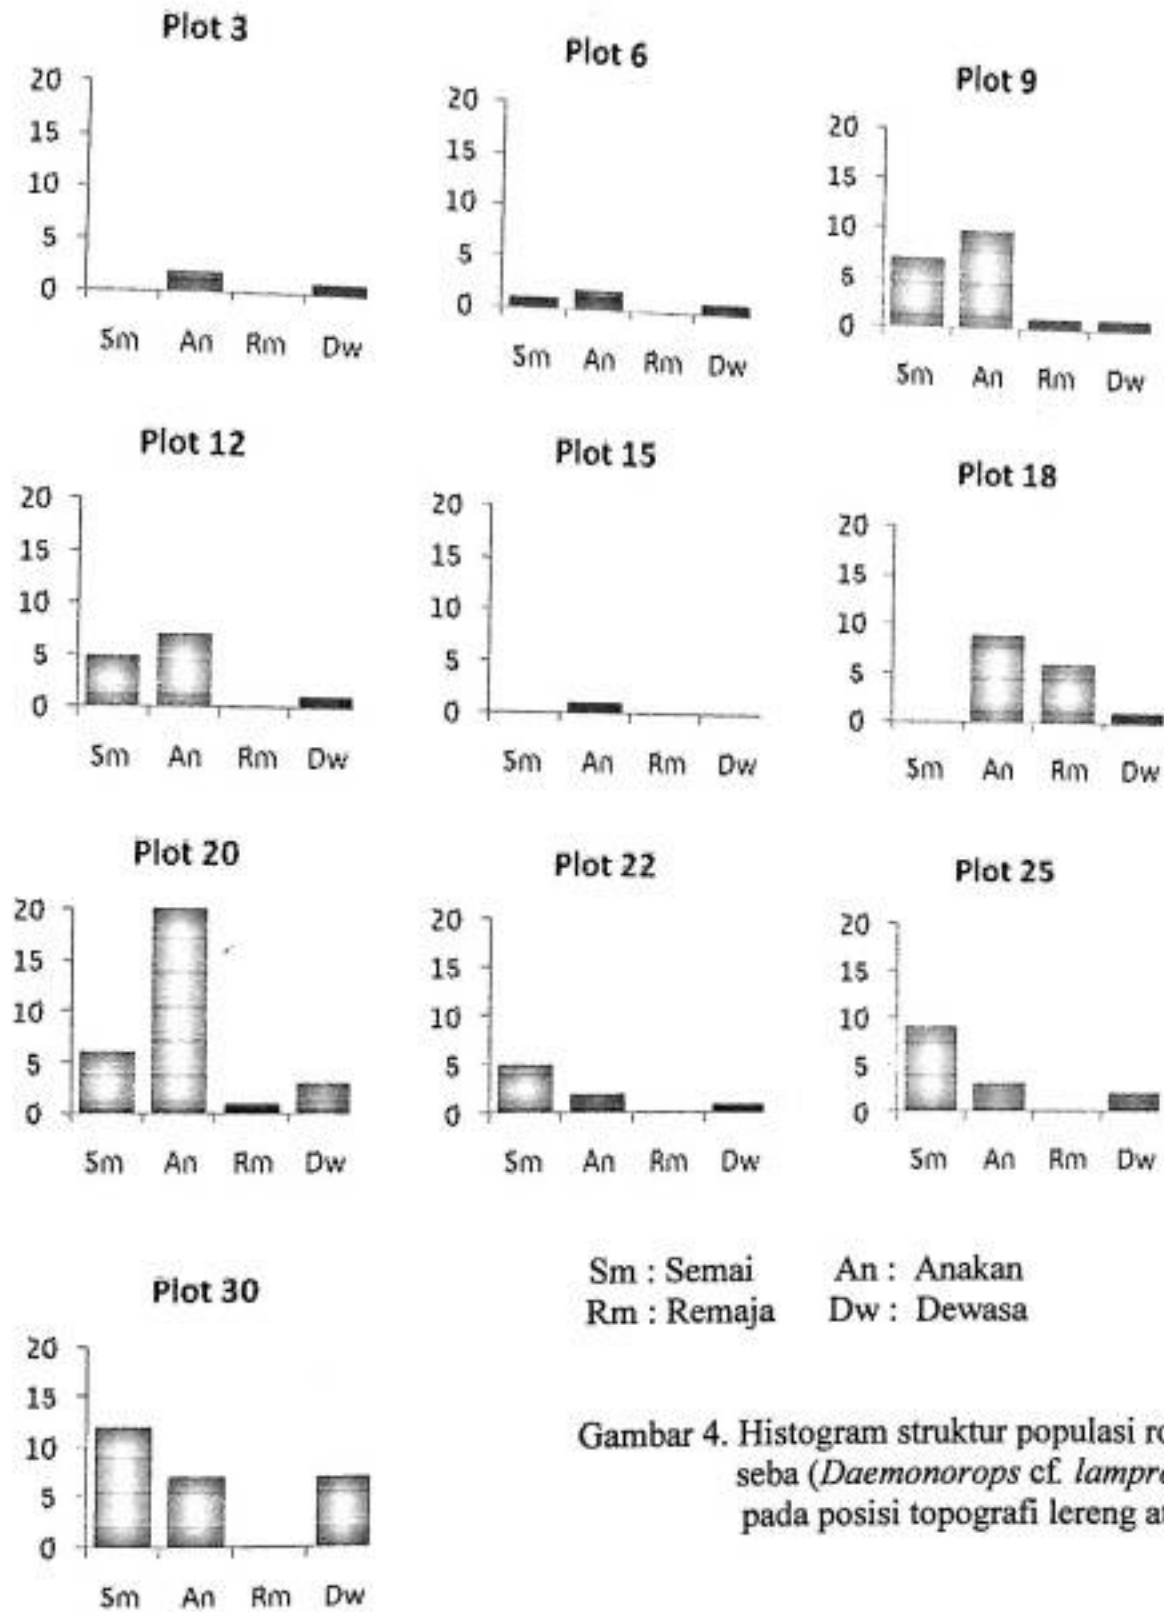 Plot 3
20
15
10
5
0
Sm An Rm Dw
Plot 6
20
15
10
5
0
Sm An Rm Dw
Plot 9
20
15
10
5
0
Sm An Rm Dw
Plot 12
20
15
10
5
0
Sm An Rm Dw
Plot 15
20
15
10
5
0
Sm An Rm Dw
Plot 18
20
15
10
5
0
Sm An Rm Dw
Plot 20
20
15
10
5
0
Sm An Rm Dw
Plot 22
20
15
10
5
0
Sm An Rm Dw
Plot 25
20
15
10
5
0
Sm An Rm Dw
Plot 30
20
15
10
5
0
Sm An Rm Dw
Sm : Semai An : Anakan
Rm : Remaja Dw : Dewasa
Gambar 4. Histogram struktur populasi
seba (Daemonorops cf.
pada posisi topografi lereng